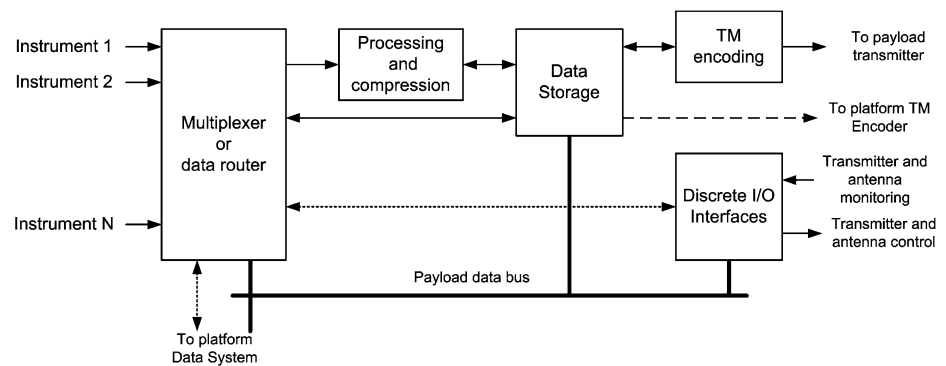 Instrument 1
Instrument 2
Instrument N
Multiplexer
or
data router
Processing
and
compression
Data
Storage
TM
encoding
To payload
transmitter
To platform TM
Encoder
Discrete I/O
Interfaces
Transmitter and
antenna
monitoring
Transmitter and
antenna control
Payload data bus
To platform
Data System